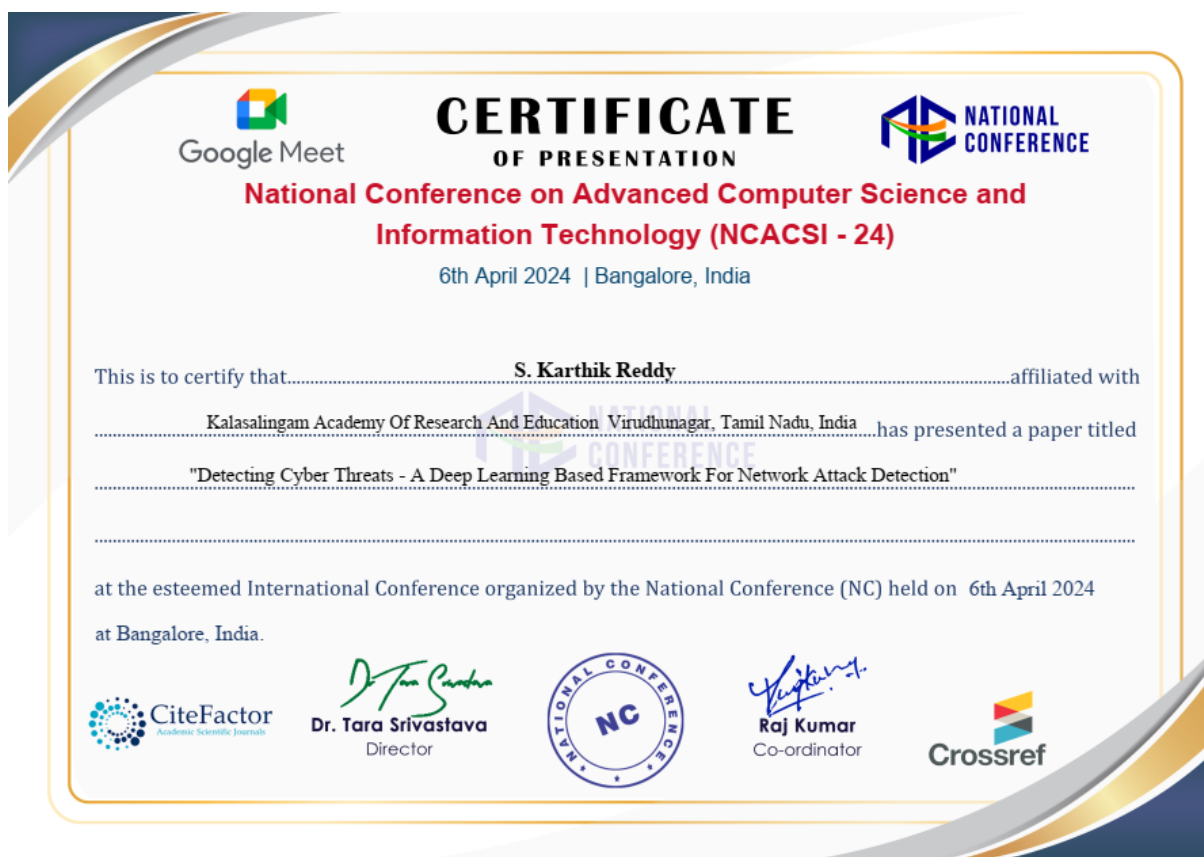 Google Meet
CERTIFICATE
OF PRESENTATION
NATIONAL
CONFERENCE
National Conference on Advanced Computer Science and
Information Technology (NCACSI - 24)
6th April 2024 | Bangalore, India
This is to certify that S. Karthik Reddy affiliated with
Kalasalingam Academy Of Research And Education Virudhunagar, Tamil Nadu, India has presented a paper titled
NATIONAL
CONFERENCE
"Detecting Cyber Threats - A Deep Learning Based Framework For Network Attack Detection"
at the esteemed International Conference organized by the National Conference (NC) held on 6th April 2024
at Bangalore, India.
CiteFactor
Academic Scientific Journals
Dr. Tara Srivastava
Director
NATIONAL CONFERENCE
NC
Raj Kumar
Co-ordinator
Crossref